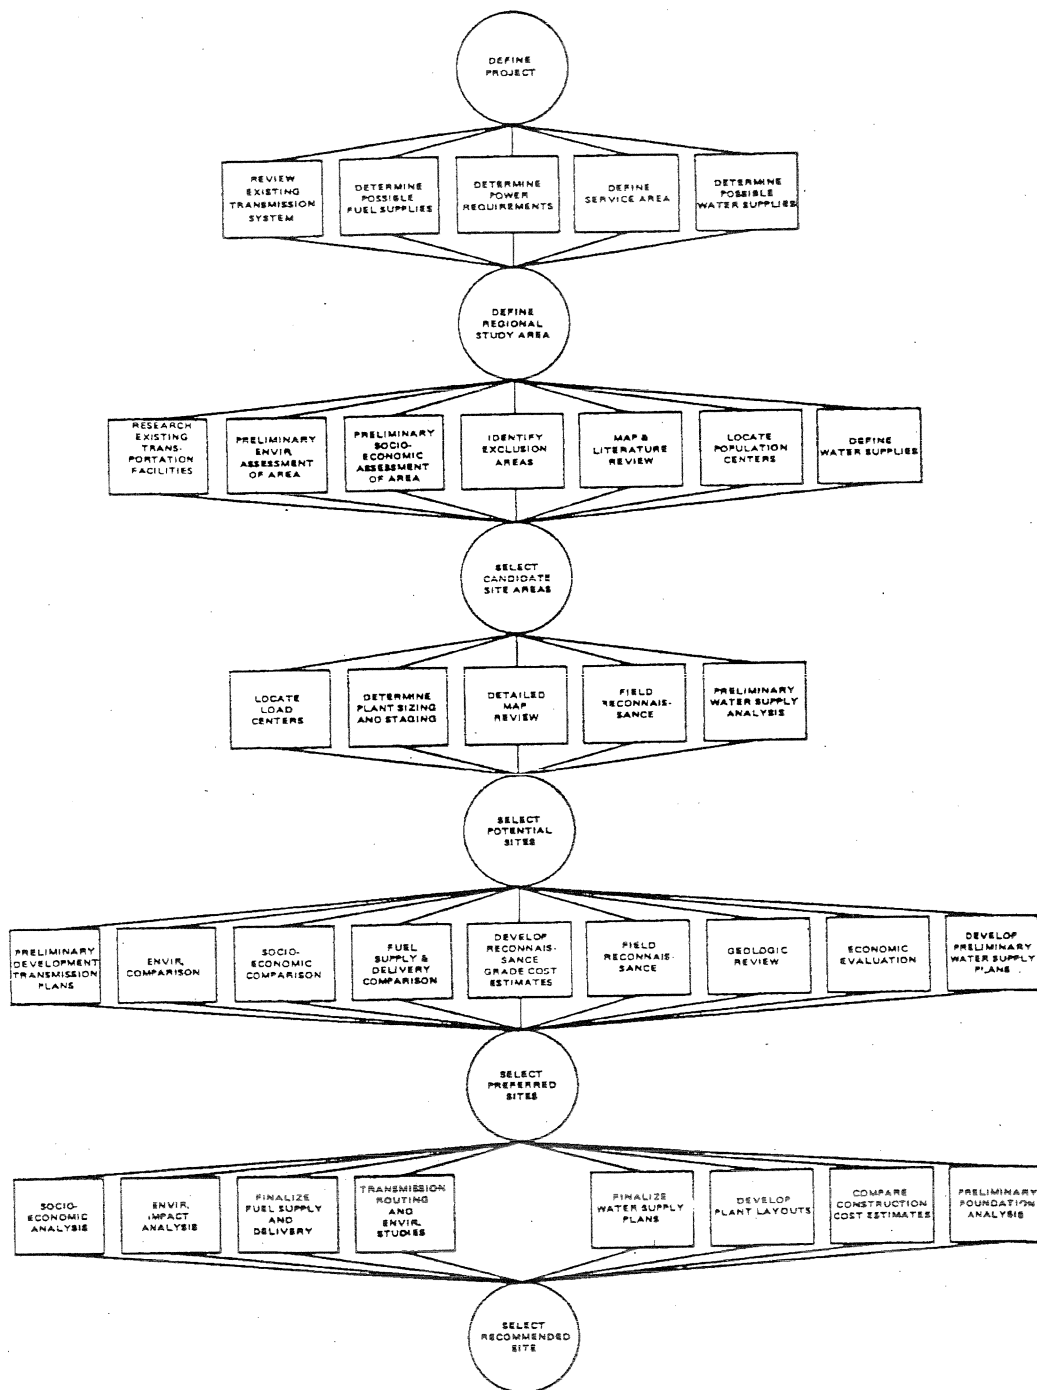 DEFINE
PROJECT
REVIEW
EXISTING
TRANSMISSION
SYSTEM
DETERMINE
POSSIBLE
FUEL SUPPLIES
DETERMINE
POWER
REQUIREMENTS
DEFINE
SERVICE AREA
DETERMINE
POSSIBLE
WATER SUPPLIES
DEFINE
REGIONAL
STUDY AREA
RESEARCH
EXISTING
TRANS-
PORTATION
FACILITIES
PRELIMINARY
ENVIR.
ASSESSMENT
OF AREA
PRELIMINARY
SOCIO-
ECONOMIC
ASSESSMENT
OF AREA
IDENTIFY
EXCLUSION
AREAS
MAP &
LITERATURE
REVIEW
LOCATE
POPULATION
CENTERS
DEFINE
WATER SUPPLIES
SELECT
CANDIDATE
SITE AREAS
LOCATE
LOAD
CENTERS
DETERMINE
PLANT SIZING
AND STAGING
DETAILED
MAP
REVIEW
FIELD
RECONNAIS-
SANCE
PRELIMINARY
WATER SUPPLY
ANALYSIS
SELECT
POTENTIAL
SITES
PRELIMINARY
DEVELOPMENT
TRANSMISSION
PLANS
ENVIR.
COMPARISON
SOCIO-
ECONOMIC
COMPARISON
FUEL
SUPPLY &
DELIVERY
COMPARISON
DEVELOP
RECONNAIS-
SANCE
GRADE COST
ESTIMATES
FIELD
RECONNAIS-
SANCE
GEOLOGIC
REVIEW
ECONOMIC
EVALUATION
DEVELOP
PRELIMINARY
WATER SUPPLY
PLANS
SELECT
PREFERRED
SITES
SOCIO-
ECONOMIC
ANALYSIS
ENVIR.
IMPACT
ANALYSIS
FINALIZE
FUEL SUPPLY
AND
DELIVERY
TRANSMISSION
ROUTING
AND
ENVIR.
STUDIES
FINALIZE
WATER SUPPLY
PLANS
DEVELOP
PLANT LAYOUTS
COMPARE
CONSTRUCTION
COST ESTIMATES
PRELIMINARY
FOUNDATION
ANALYSIS
SELECT
RECOMMENDED
SITE